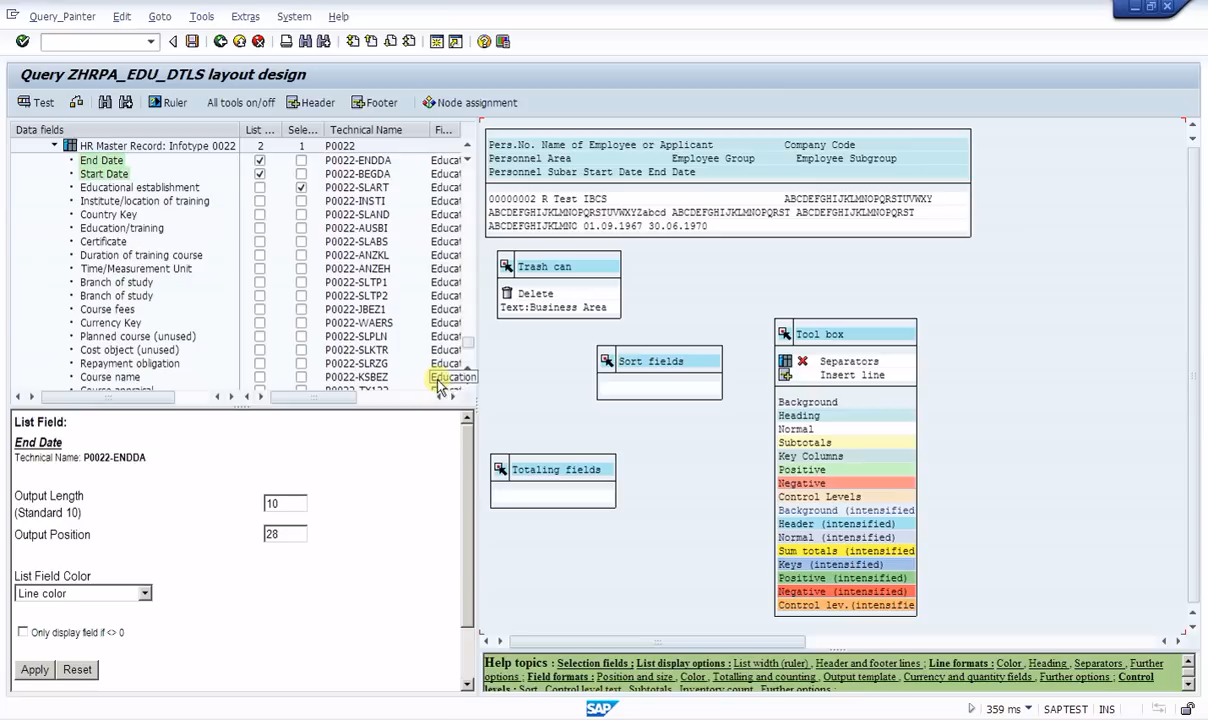 Query_Painter Edit Goto Tools Extras System Help
Query ZHRPA_EDU_DTLS layout design
Test Ruler All tools on/off Header Footer Node assignment
Data fields List ... Sele... Technical Name Fi...
HR Master Record: Infotype 0022 2 1 P0022
End Date P0022-ENDDA Educat
Start Date P0022-BEGDA Educat
Educational establishment P0022-SLART Educat
Institute/location of training P0022-INSTI Educat
Country Key P0022-SLAND Educat
Education/training P0022-AUSBI Educat
Certificate P0022-SLABS Educat
Duration of training course P0022-ANZKL Educat
Time/Measurement Unit P0022-ANZEH Educat
Branch of study P0022-SLTP1 Educat
Branch of study P0022-SLTP2 Educat
Course fees P0022-JBEZ1 Educat
Currency Key P0022-WAERS Educat
Planned course (unused) P0022-SLPLN Educat
Cost object (unused) P0022-SLKTR Educat
Repayment obligation P0022-SLRZG Educat
Course name P0022-KSBEZ Education
List Field:
End Date
Technical Name: P0022-ENDDA
Output Length
(Standard 10) 10
Output Position 28
List Field Color
Line color
Only display field if <> 0
Apply Reset
Pers.No. Name of Employee or Applicant Company Code
Personnel Area Employee Group Employee Subgroup
Personnel Subar Start Date End Date
00000002 R Test IBCS ABCDEFGHIJKLMNOPQRSTUVWXY
ABCDEFGHIJKLMNOPQRSTUVWXYZabcd ABCDEFGHIJKLMNOPQRST ABCDEFGHIJKLMNOPQRST
ABCDEFGHIJKLMNO 01.09.1967 30.06.1970
Trash can
Delete
Text:Business Area
Sort fields
Totaling fields
Tool box
Separators
Insert line
Background
Heading
Normal
Subtotals
Key Columns
Positive
Negative
Control Levels
Background (intensified
Header (intensified)
Normal (intensified)
Sum totals (intensified
Keys (intensified)
Positive (intensified)
Negative (intensified)
Control lev.(intensifie
Help topics : Selection fields ; List display options : List width (ruler) , Header and footer lines ; Line formats : Color , Heading , Separators , Further
options ; Field formats : Position and size , Color , Totalling and counting , Output template , Currency and quantity fields , Further options ; Control
levels : Sort , Control level text , Subtotals , Inventory count , Further options ;
SAP 359 ms SAPTEST INS